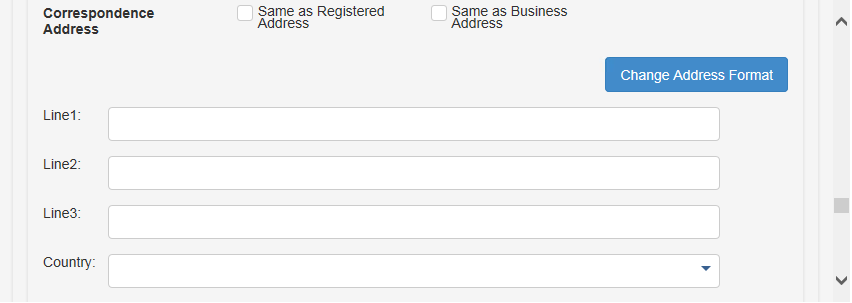 Correspondence
Address
Same as Registered
Address
Same as Business
Address
Change Address Format
Line1:
Line2:
Line3:
Country: